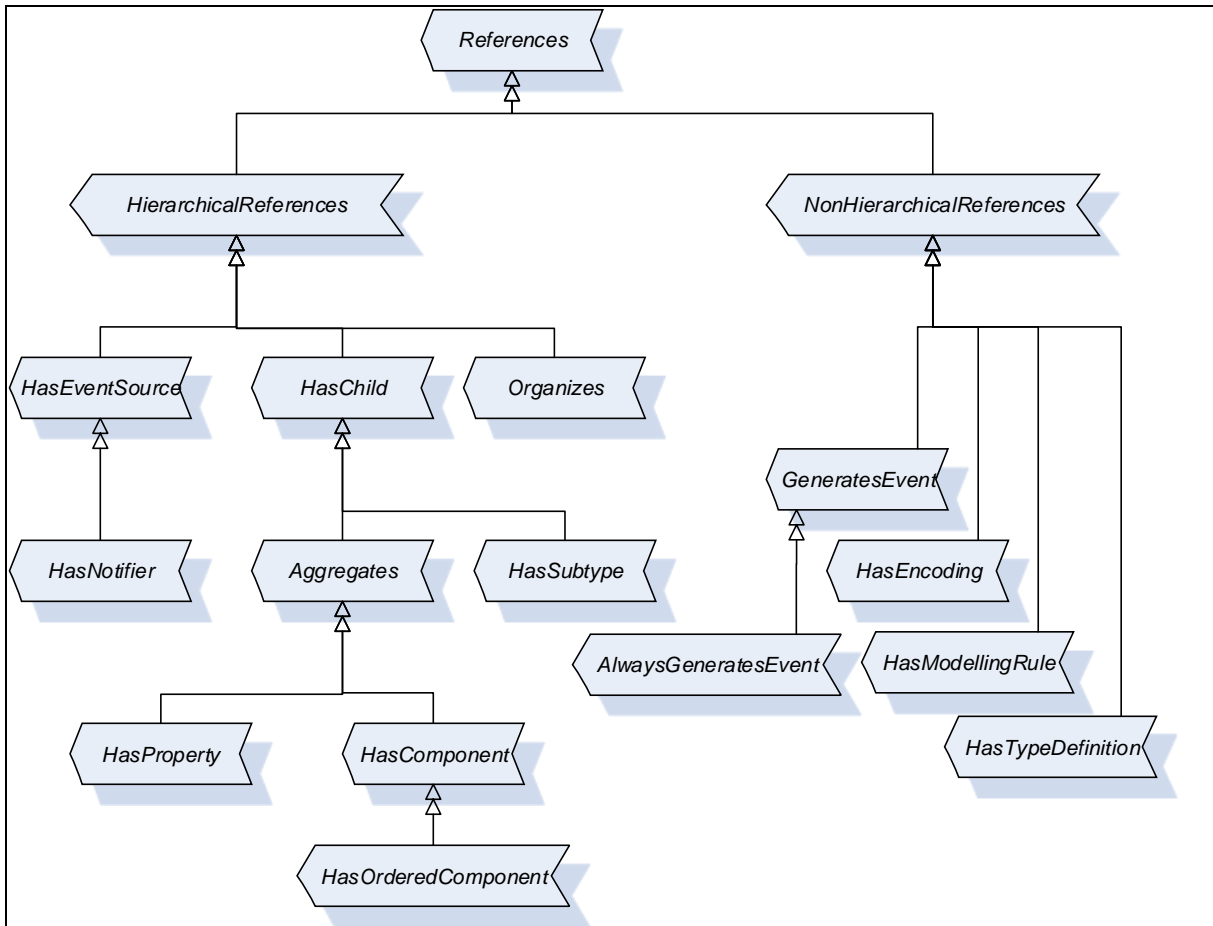 References
HierarchicalReferences
NonHierarchicalReferences
HasEventSource
HasChild
Organizes
GeneratesEvent
HasNotifier
Aggregates
HasSubtype
HasEncoding
AlwaysGeneratesEvent
HasModellingRule
HasProperty
HasComponent
HasTypeDefinition
HasOrderedComponent